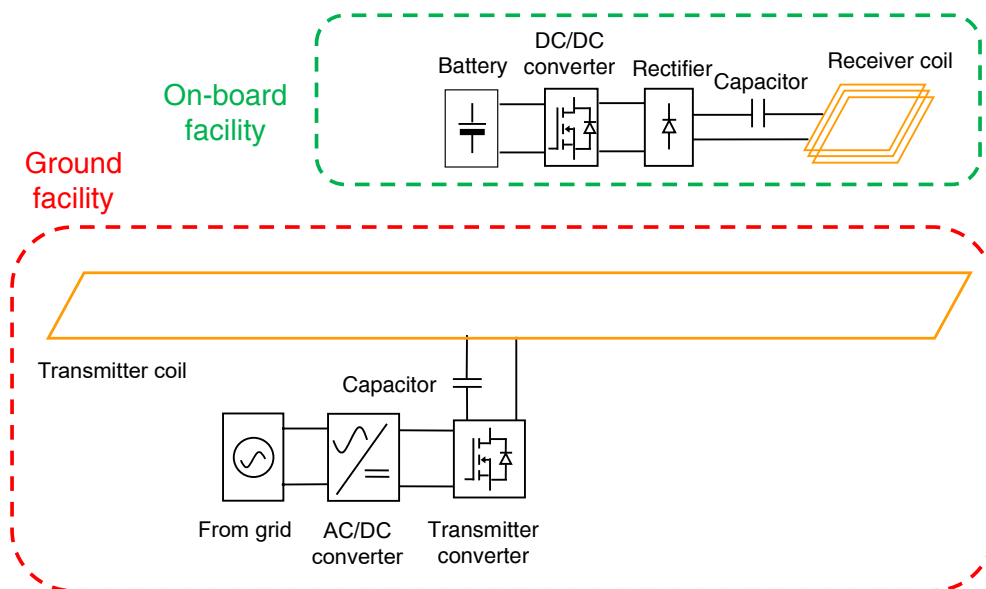 On-board
facility
Battery
DC/DC
converter
Rectifier
Capacitor
Receiver coil
Ground
facility
Transmitter coil
Capacitor
From grid
AC/DC
converter
Transmitter
converter